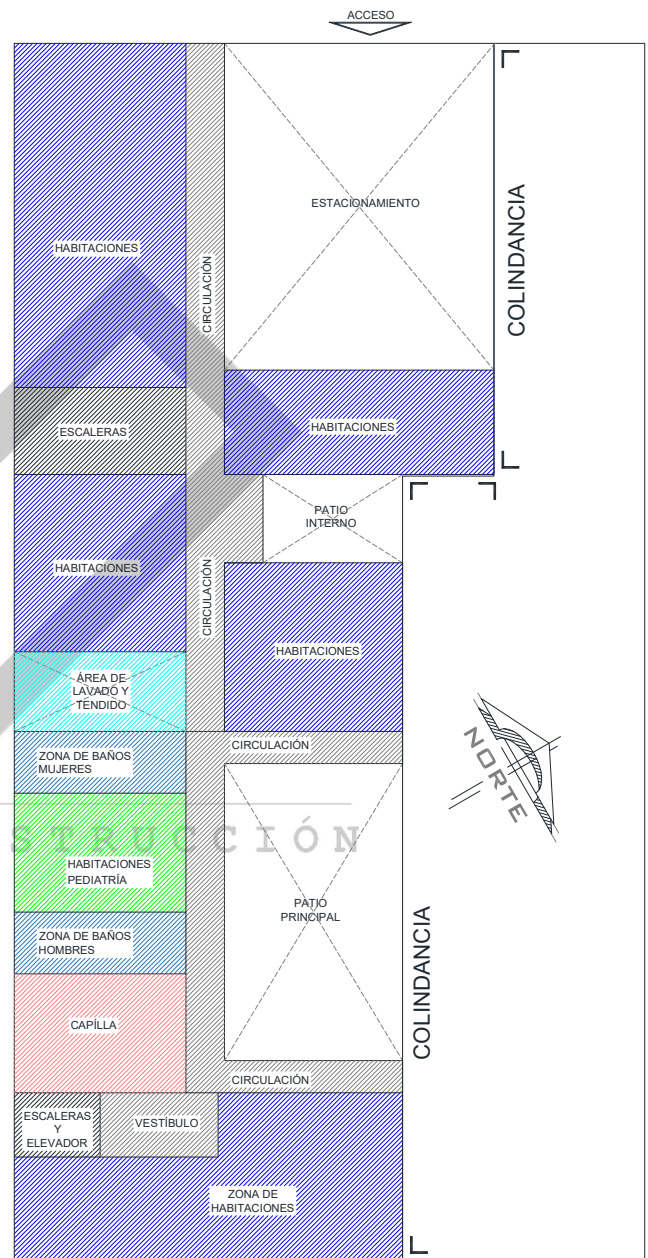 ACCESO
ESTACIONAMIENTO
COLINDANCIA
HABITACIONES
CIRCULACIÓN
ESCALERAS
HABITACIONES
PATIO
INTERNO
HABITACIONES
CIRCULACIÓN
HABITACIONES
ÁREA DE
LAVADO Y
TENDIDO
CIRCULACIÓN
ZONA DE BAÑOS
MUJERES
NORTE
STRUCCIÓN
HABITACIONES
PEDIATRÍA
PATIO
PRINCIPAL
ZONA DE BAÑOS
HOMBRES
COLINDANCIA
CAPÍLLA
CIRCULACIÓN
ESCALERAS
Y
ELEVADOR
VESTÍBULO
ZONA DE
HABITACIONES